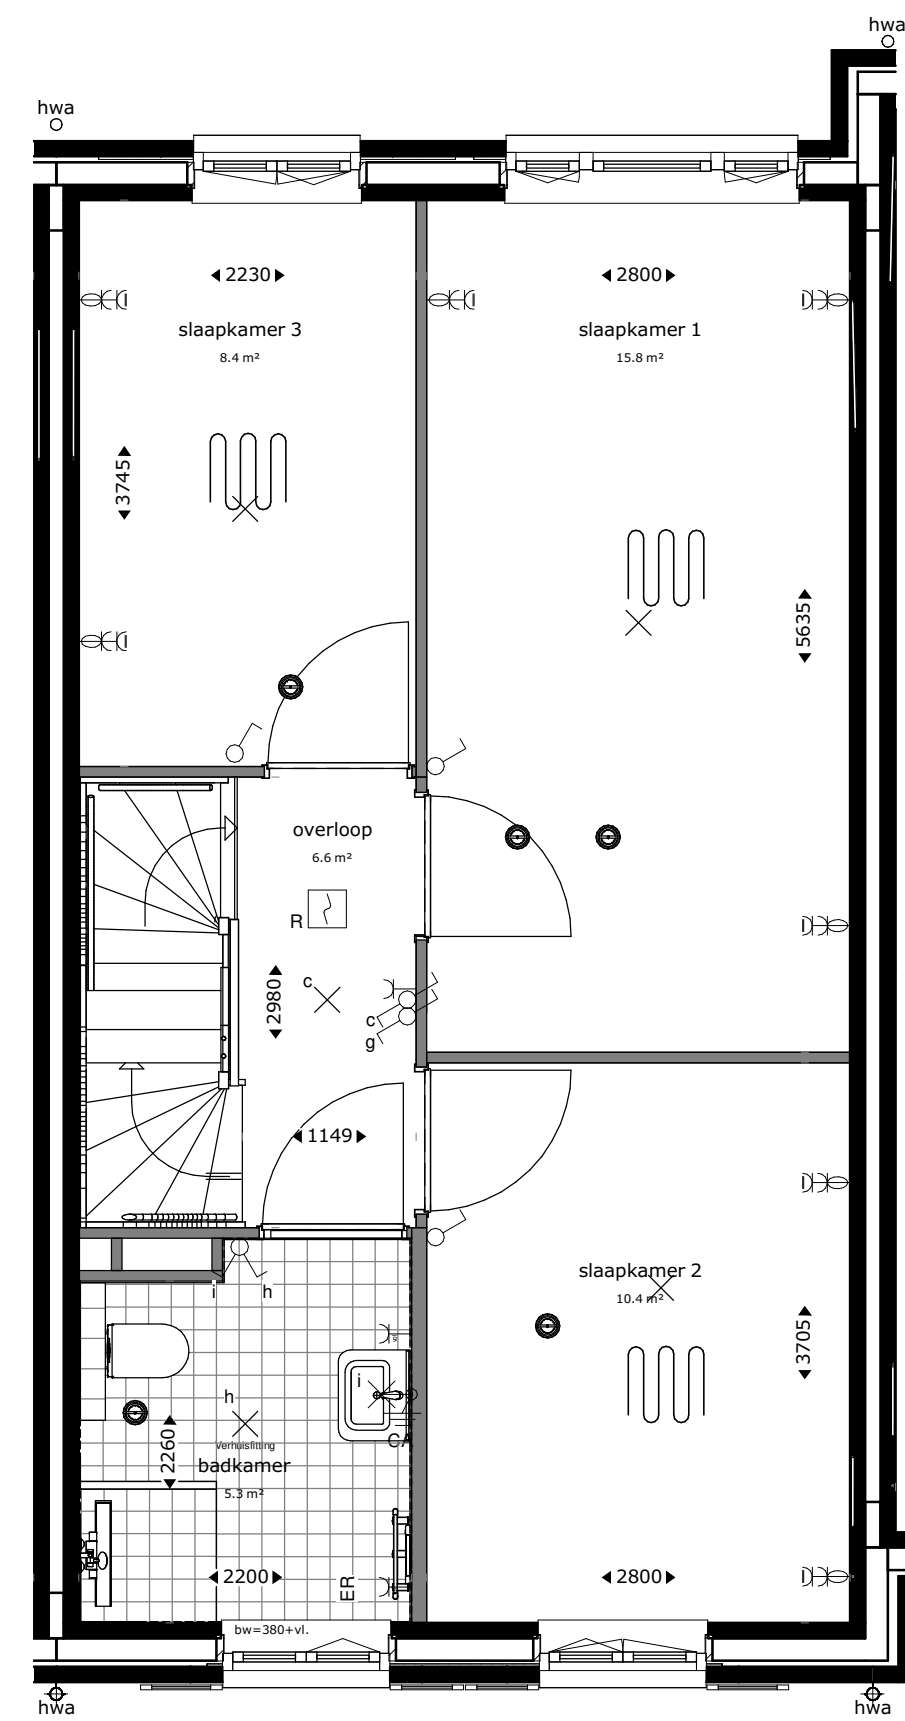 hwa
hwa
2230
2800
slaapkamer 3
8.4 m²
slaapkamer 1
15.8 m²
3745
5635
overloop
6.6 m²
R
c
2980
c
g
1149
slaapkamer 2
10.4 m²
i
h
3705
i
h
Verhuisfitting
badkamer
5.3 m²
2260
2200
ER
2800
bw=380+vl.
hwa
hwa